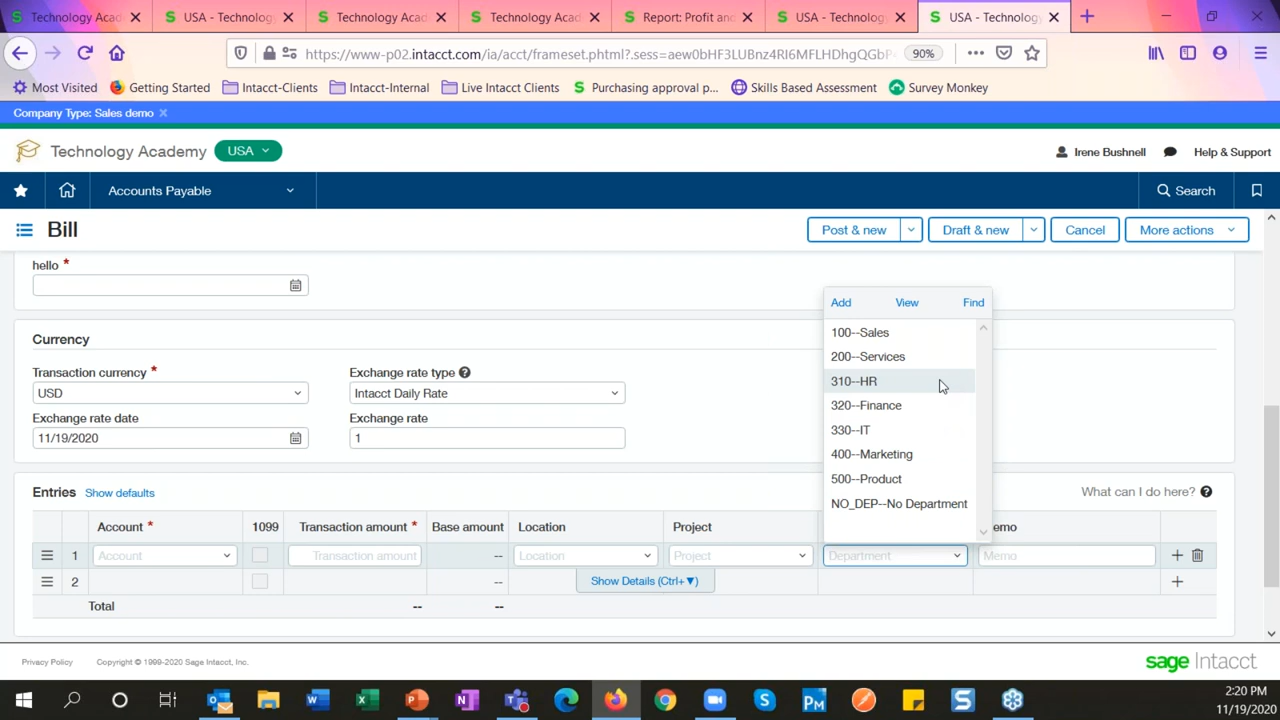 Technology Acad
USA - Technology
Technology Acad
Technology Acad
Report: Profit and
USA - Technology
USA - Technology
https://www-p02.intacct.com/ia/acct/frameset.phtml?.sess=aew0bHF3LUBnz4RI6MFLHDhgQGbP
90%
Most Visited
Getting Started
Intacct-Clients
Intacct-Internal
Live Intacct Clients
Purchasing approval p...
Skills Based Assessment
Survey Monkey
Company Type: Sales demo
Technology Academy
USA
Irene Bushnell
Help & Support
Accounts Payable
Search
Bill
Post & new
Draft & new
Cancel
More actions
hello *
Add
View
Find
100--Sales
200--Services
310--HR
320--Finance
330--IT
400--Marketing
500--Product
NO_DEP--No Department
Currency
Transaction currency *
USD
Exchange rate type
Intacct Daily Rate
Exchange rate date
11/19/2020
Exchange rate
1
Entries
Show defaults
What can I do here?
Account *
1099
Transaction amount *
Base amount
Location
Project
emo
1
Account
Transaction amount
--
Location
Project
Department
Memo
2
--
Show Details (Ctrl+▼)
Total
--
--
Privacy Policy
Copyright © 1999-2020 Sage Intacct, Inc.
sage Intacct
2:20 PM
11/19/2020